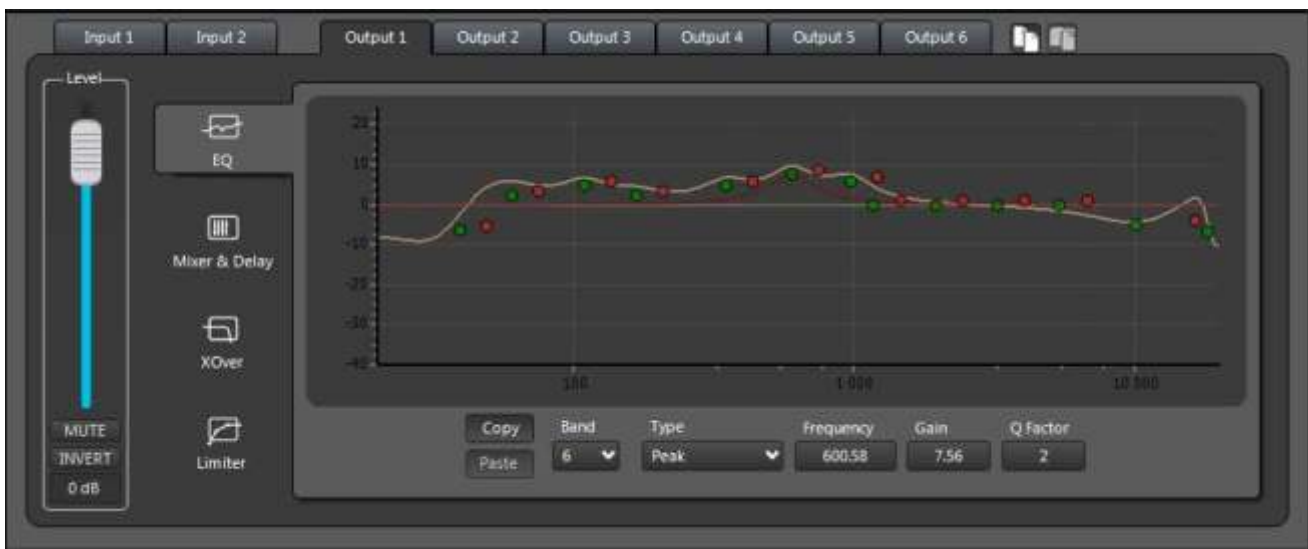 Input 1 Input 2 Output 1 Output 2 Output 3 Output 4 Output 5 Output 6
Level
EQ
Mixer & Delay
XOver
Limiter
MUTE
INVERT
0 dB
20
10
0
-10
-20
-30
-40
100 1 000 10 000
Copy Band Type Frequency Gain Q Factor
Paste 6 Peak 600.58 7.56 2